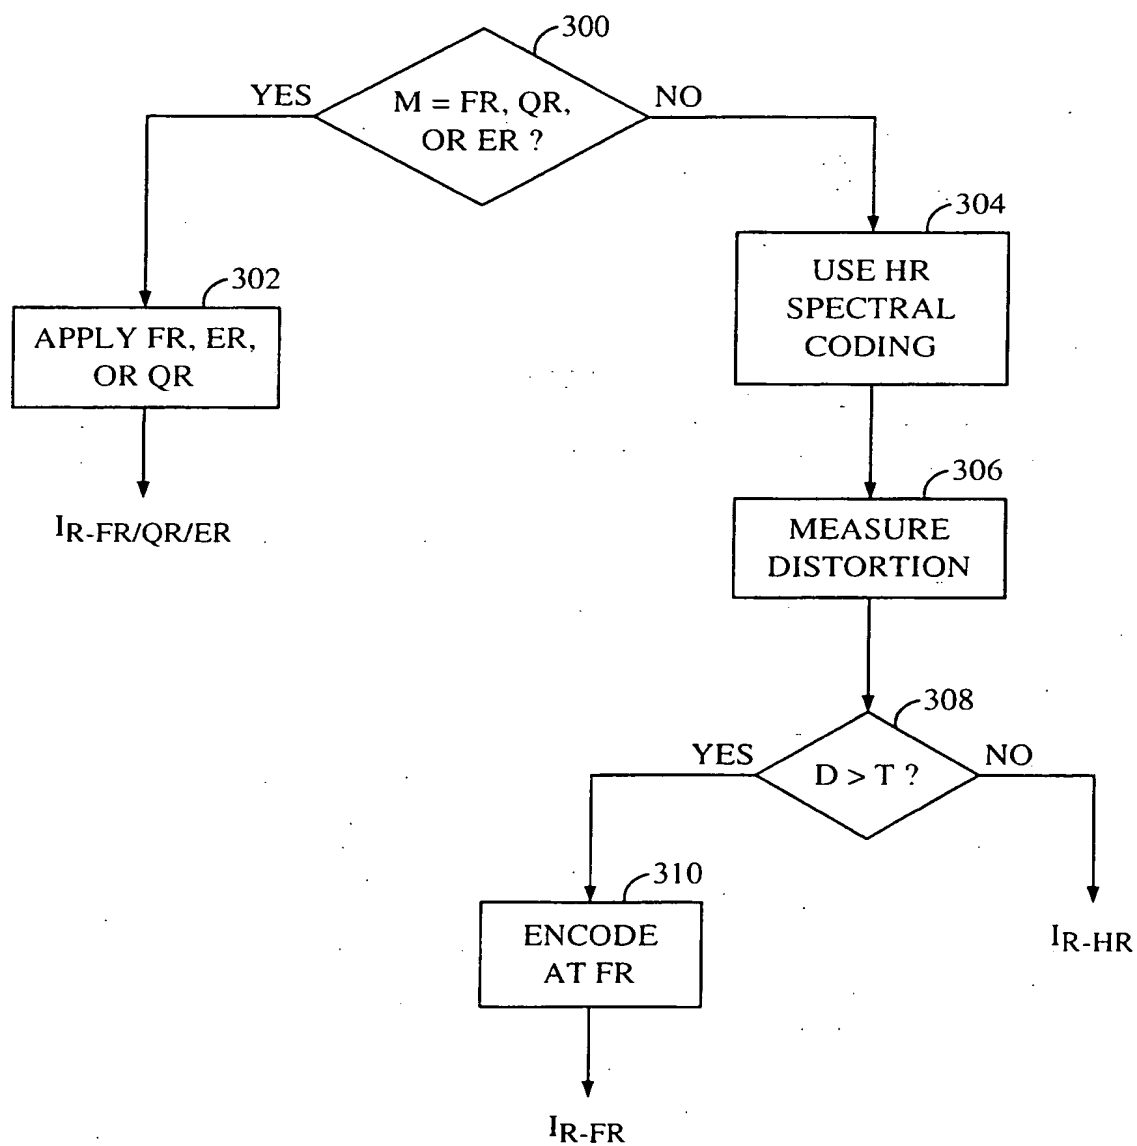 300
YES
M = FR, QR,
OR ER ?
NO
304
USE HR
SPECTRAL
CODING
302
APPLY FR, ER,
OR QR
306
MEASURE
DISTORTION
IR-FR/QR/ER
308
YES
D > T ?
NO
310
ENCODE
AT FR
IR-HR
IR-FR